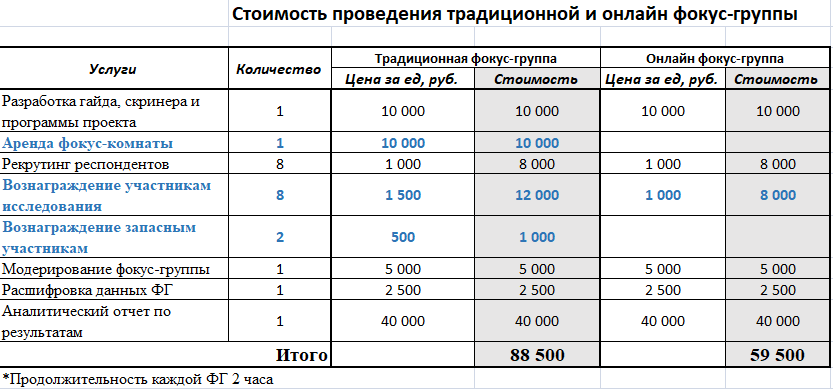 Стоимость проведения традиционной и онлайн фокус-группы
Услуги Количество Традиционная фокус-группа Онлайн фокус-группа
Цена за ед, руб. Стоимость Цена за ед, руб. Стоимость
Разработка гайда, скринера и
программы проекта 1 10 000 10 000 10 000 10 000
Аренда фокус-комнаты 1 10 000 10 000
Рекрутинг респондентов 8 1 000 8 000 1 000 8 000
Вознаграждение участникам
исследования 8 1 500 12 000 1 000 8 000
Вознаграждение запасным
участникам 2 500 1 000
Модерирование фокус-группы 1 5 000 5 000 5 000 5 000
Расшифровка данных ФГ 1 2 500 2 500 2 500 2 500
Аналитический отчет по
результатам 1 40 000 40 000 40 000 40 000
Итого 88 500 59 500
*Продолжительность каждой ФГ 2 часа